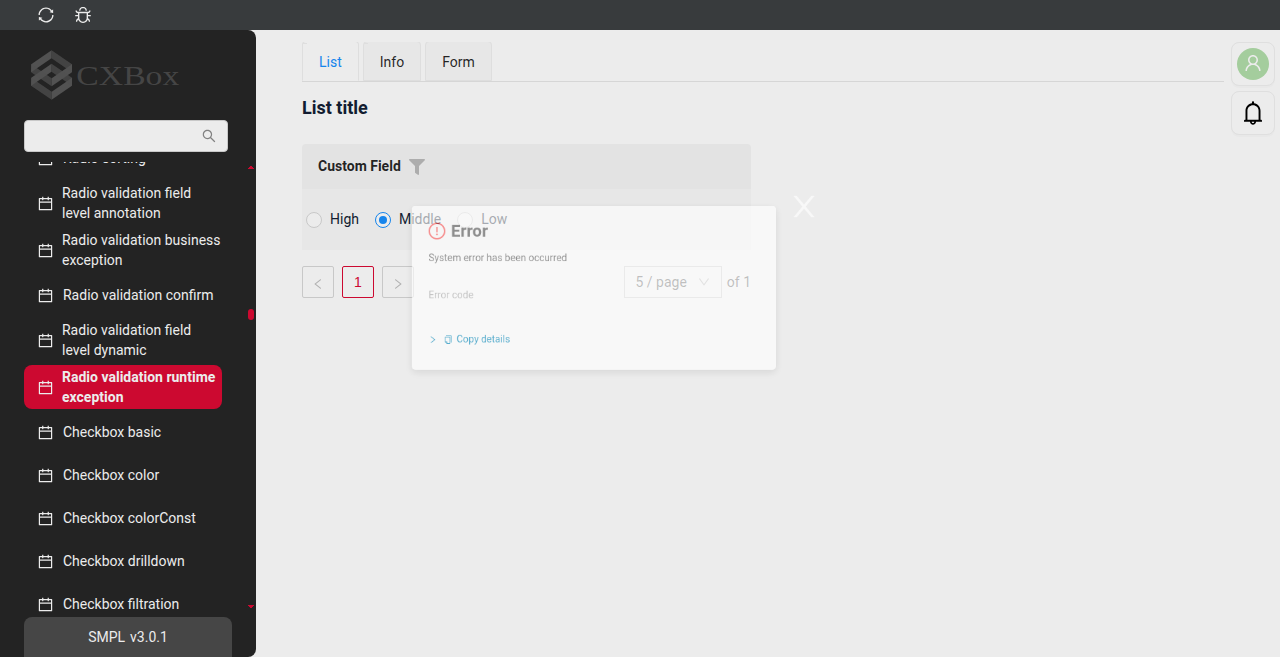 CXBox
Radio sorting
Radio validation field
level annotation
Radio validation business
exception
Radio validation confirm
Radio validation field
level dynamic
Radio validation runtime
exception
Checkbox basic
Checkbox color
Checkbox colorConst
Checkbox drilldown
Checkbox filtration
SMPL v3.0.1
List Info Form
List title
Custom Field
High Middle Low
1 5 / page of 1
Error
System error has been occurred
Error code
Copy details